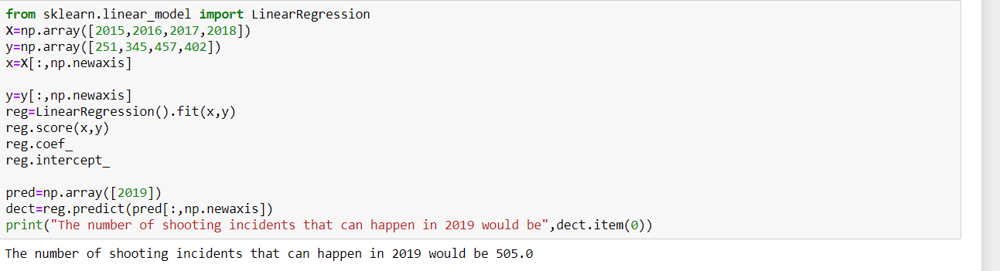 from sklearn.linear_model import LinearRegression
X=np.array([2015,2016,2017,2018])
y=np.array([251,345,457,402])
x=X[:,np.newaxis]
y=y[:,np.newaxis]
reg=LinearRegression().fit(x,y)
reg.score(x,y)
reg.coef_
reg.intercept_
pred=np.array([2019])
dect=reg.predict(pred[:,np.newaxis])
print("The number of shooting incidents that can happen in 2019 would be",dect.item(0))
The number of shooting incidents that can happen in 2019 would be 505.0